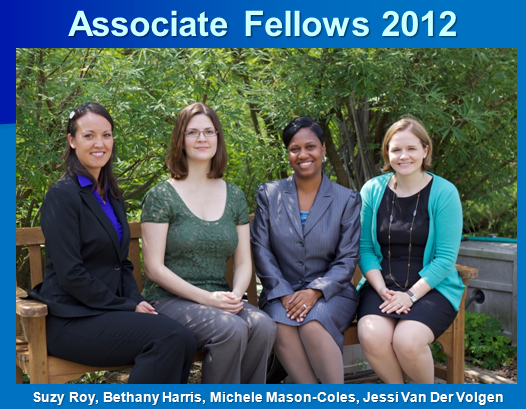 Associate Fellows 2012
Suzy Roy, Bethany Harris, Michele Mason-Coles, Jessi Van Der Volgen